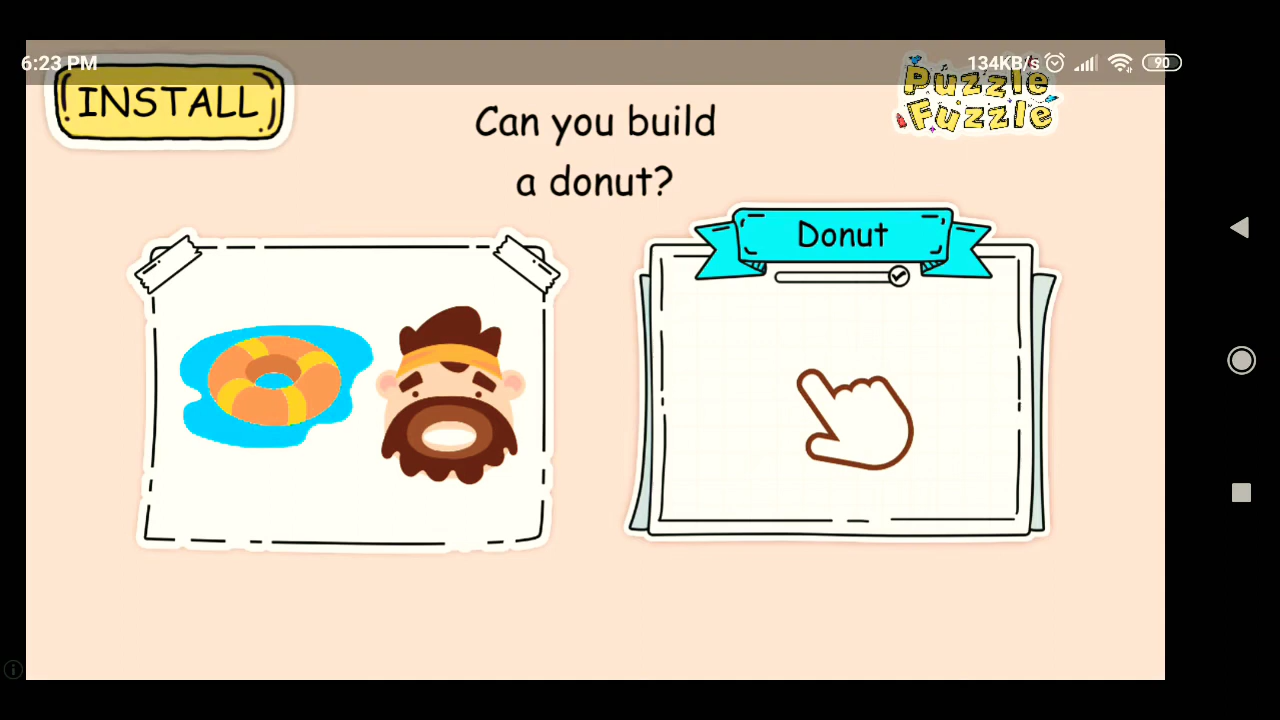 6:23 PM
134KB/s
90
INSTALL
Puzzle
Fuzzle
Can you build
a donut?
Donut